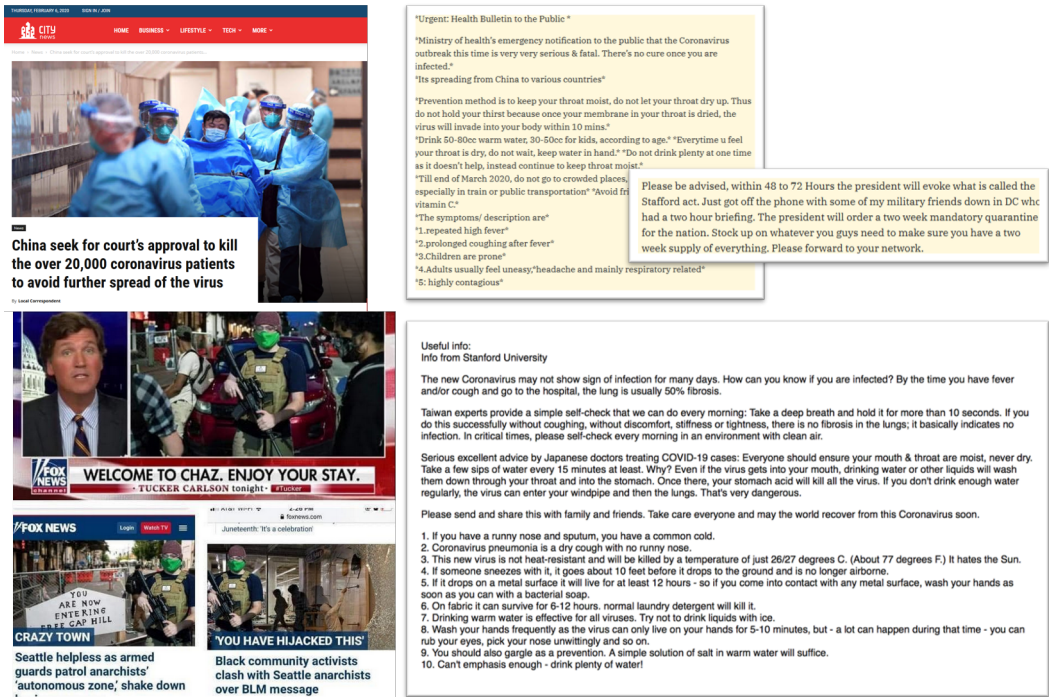 THURSDAY, FEBRUARY 6, 2020 SIGN IN / JOIN
CITY
news
HOME BUSINESS LIFESTYLE TECH MORE
Home News China seek for court's approval to kill the over 20,000 coronavirus patients...
News
China seek for court's approval to kill
the over 20,000 coronavirus patients
to avoid further spread of the virus
By Local Correspondent
*Urgent: Health Bulletin to the Public *
*Ministry of health's emergency notification to the public that the Coronavirus
outbreak this time is very very serious & fatal. There's no cure once you are
infected.*
*Its spreading from China to various countries*
*Prevention method is to keep your throat moist, do not let your throat dry up. Thus
do not hold your thirst because once your membrane in your throat is dried, the
virus will invade into your body within 10 mins.*
*Drink 50-80cc warm water, 30-50cc for kids, according to age.* *Everytime u feel
your throat is dry, do not wait, keep water in hand.* *Do not drink plenty at one time
as it doesn't help, instead continue to keep throat moist.*
*Till end of March 2020, do not go to crowded places,
especially in train or public transportation* *Avoid fri
vitamin C.*
*The symptoms/ description are*
*1.repeated high fever*
*2.prolonged coughing after fever*
*3.Children are prone*
*4.Adults usually feel uneasy,*headache and mainly respiratory related*
*5: highly contagious*
Please be advised, within 48 to 72 Hours the president will evoke what is called the
Stafford act. Just got off the phone with some of my military friends down in DC who
had a two hour briefing. The president will order a two week mandatory quarantine
for the nation. Stock up on whatever you guys need to make sure you have a two
week supply of everything. Please forward to your network.
FOX
NEWS
channel
WELCOME TO CHAZ. ENJOY YOUR STAY.
• TUCKER CARLSON tonight • #Tucker
FOX NEWS Login Watch TV
YOU ARE NOW
ENTERING
FREE CAP HILL
CRAZY TOWN
Seattle helpless as armed
guards patrol anarchists'
'autonomous zone,' shake down
foxnews.com
Juneteenth: 'It's a celebration'
'YOU HAVE HIJACKED THIS'
Black community activists
clash with Seattle anarchists
over BLM message
Useful info:
Info from Stanford University
The new Coronavirus may not show sign of infection for many days. How can you know if you are infected? By the time you have fever
and/or cough and go to the hospital, the lung is usually 50% fibrosis.
Taiwan experts provide a simple self-check that we can do every morning: Take a deep breath and hold it for more than 10 seconds. If you
do this successfully without coughing, without discomfort, stiffness or tightness, there is no fibrosis in the lungs; it basically indicates no
infection. In critical times, please self-check every morning in an environment with clean air.
Serious excellent advice by Japanese doctors treating COVID-19 cases: Everyone should ensure your mouth & throat are moist, never dry.
Take a few sips of water every 15 minutes at least. Why? Even if the virus gets into your mouth, drinking water or other liquids will wash
them down through your throat and into the stomach. Once there, your stomach acid will kill all the virus. If you don't drink enough water
regularly, the virus can enter your windpipe and then the lungs. That's very dangerous.
Please send and share this with family and friends. Take care everyone and may the world recover from this Coronavirus soon.
1. If you have a runny nose and sputum, you have a common cold.
2. Coronavirus pneumonia is a dry cough with no runny nose.
3. This new virus is not heat-resistant and will be killed by a temperature of just 26/27 degrees C. (About 77 degrees F.) It hates the Sun.
4. If someone sneezes with it, it goes about 10 feet before it drops to the ground and is no longer airborne.
5. If it drops on a metal surface it will live for at least 12 hours - so if you come into contact with any metal surface, wash your hands as
soon as you can with a bacterial soap.
6. On fabric it can survive for 6-12 hours. normal laundry detergent will kill it.
7. Drinking warm water is effective for all viruses. Try not to drink liquids with ice.
8. Wash your hands frequently as the virus can only live on your hands for 5-10 minutes, but - a lot can happen during that time - you can
rub your eyes, pick your nose unwittingly and so on.
9. You should also gargle as a prevention. A simple solution of salt in warm water will suffice.
10. Can't emphasis enough - drink plenty of water!